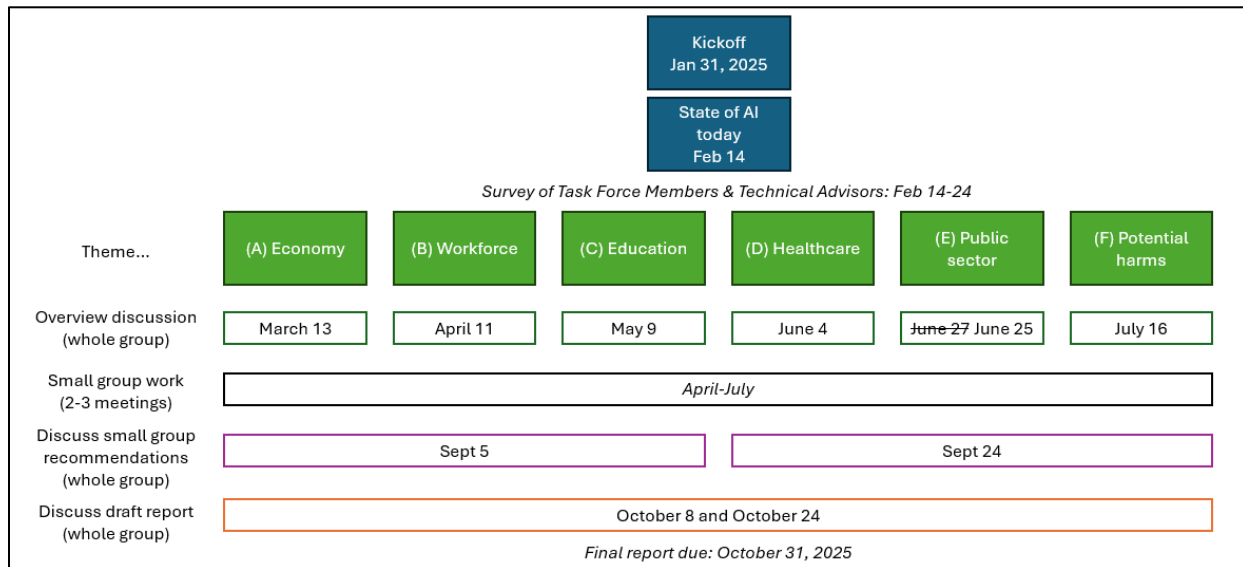 Kickoff
Jan 31, 2025
State of AI
today
Feb 14
Survey of Task Force Members & Technical Advisors: Feb 14-24
Theme...
(A) Economy
(B) Workforce
(C) Education
(D) Healthcare
(E) Public
sector
(F) Potential
harms
Overview discussion
(whole group)
March 13
April 11
May 9
June 4
June 27 June 25
July 16
Small group work
(2-3 meetings)
April-July
Discuss small group
recommendations
(whole group)
Sept 5
Sept 24
Discuss draft report
(whole group)
October 8 and October 24
Final report due: October 31, 2025